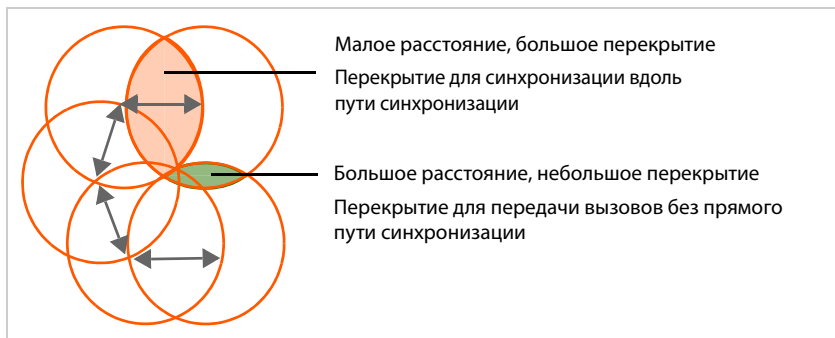 Малое расстояние, большое перекрытие
Перекрытие для синхронизации вдоль
пути синхронизации
Большое расстояние, небольшое перекрытие
Перекрытие для передачи вызовов без прямого
пути синхронизации